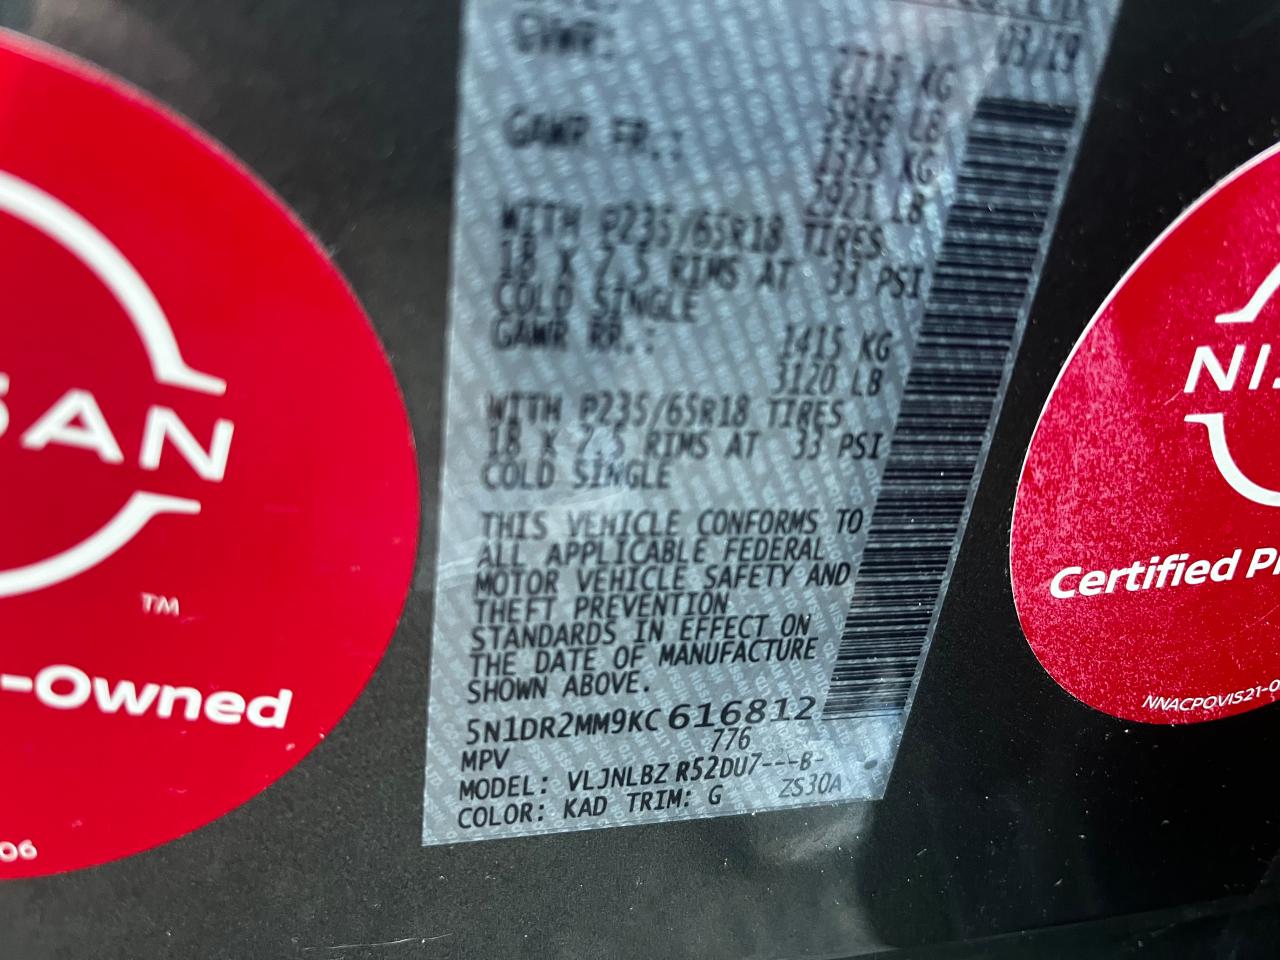 GVWR: 03/19
2715 KG
5986 LB
GAWR FR.: 1325 KG
2921 LB
WITH P235/65R18 TIRES
18 X 7.5 RIMS AT 33 PSI
COLD SINGLE
GAWR RR.: 1415 KG
3120 LB
WITH P235/65R18 TIRES
18 X 7.5 RIMS AT 33 PSI
COLD SINGLE
THIS VEHICLE CONFORMS TO
ALL APPLICABLE FEDERAL
MOTOR VEHICLE SAFETY AND
THEFT PREVENTION
STANDARDS IN EFFECT ON
THE DATE OF MANUFACTURE
SHOWN ABOVE.
5N1DR2MM9KC616812
MPV 776
MODEL: VLJNLBZ R52DU7---B-
COLOR: KAD TRIM: G ZS30A
SSAN
TM
-Owned
06
NIS
Certified Pr
NNACPOVIS21-0